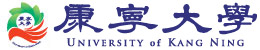 康寧大學
UNIVERSITY OF KANG NING